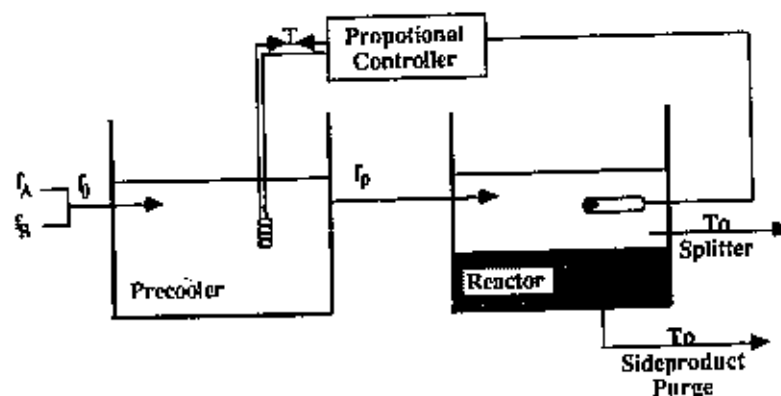 T
Propotional
Controller
f_A
f_0
f_p
f_B
Precooler
Reactor
To
Splitter
To
Sideproduct
Purge